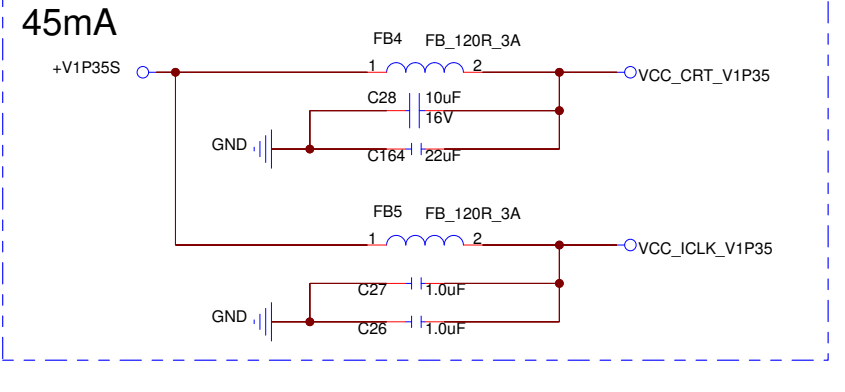 45mA
FB4 FB_120R_3A
+V1P35S 1 2 VCC_CRT_V1P35
C28 10uF
16V
GND
C164 22uF
FB5 FB_120R_3A
1 2 VCC_ICLK_V1P35
C27 1.0uF
GND
C26 1.0uF